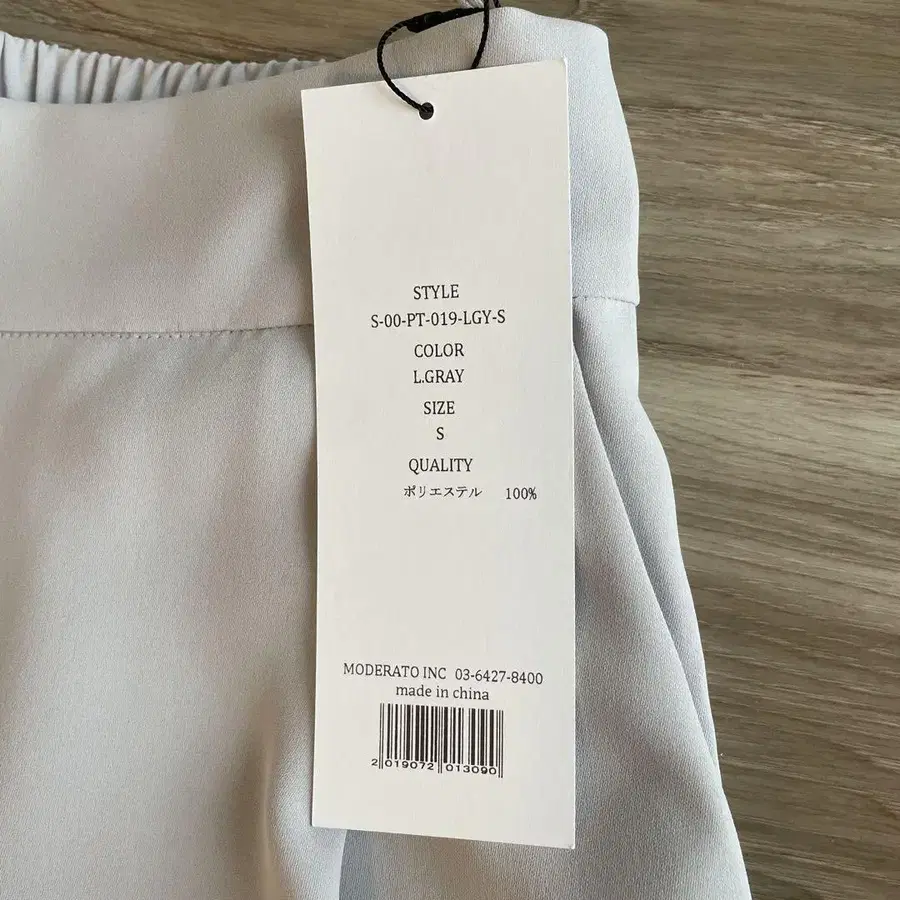 STYLE
S-00-PT-019-LGY-S
COLOR
L.GRAY
SIZE
S
QUALITY
ポリエステル 100%
MODERATO INC 03-6427-8400
made in china
2 019072 013090